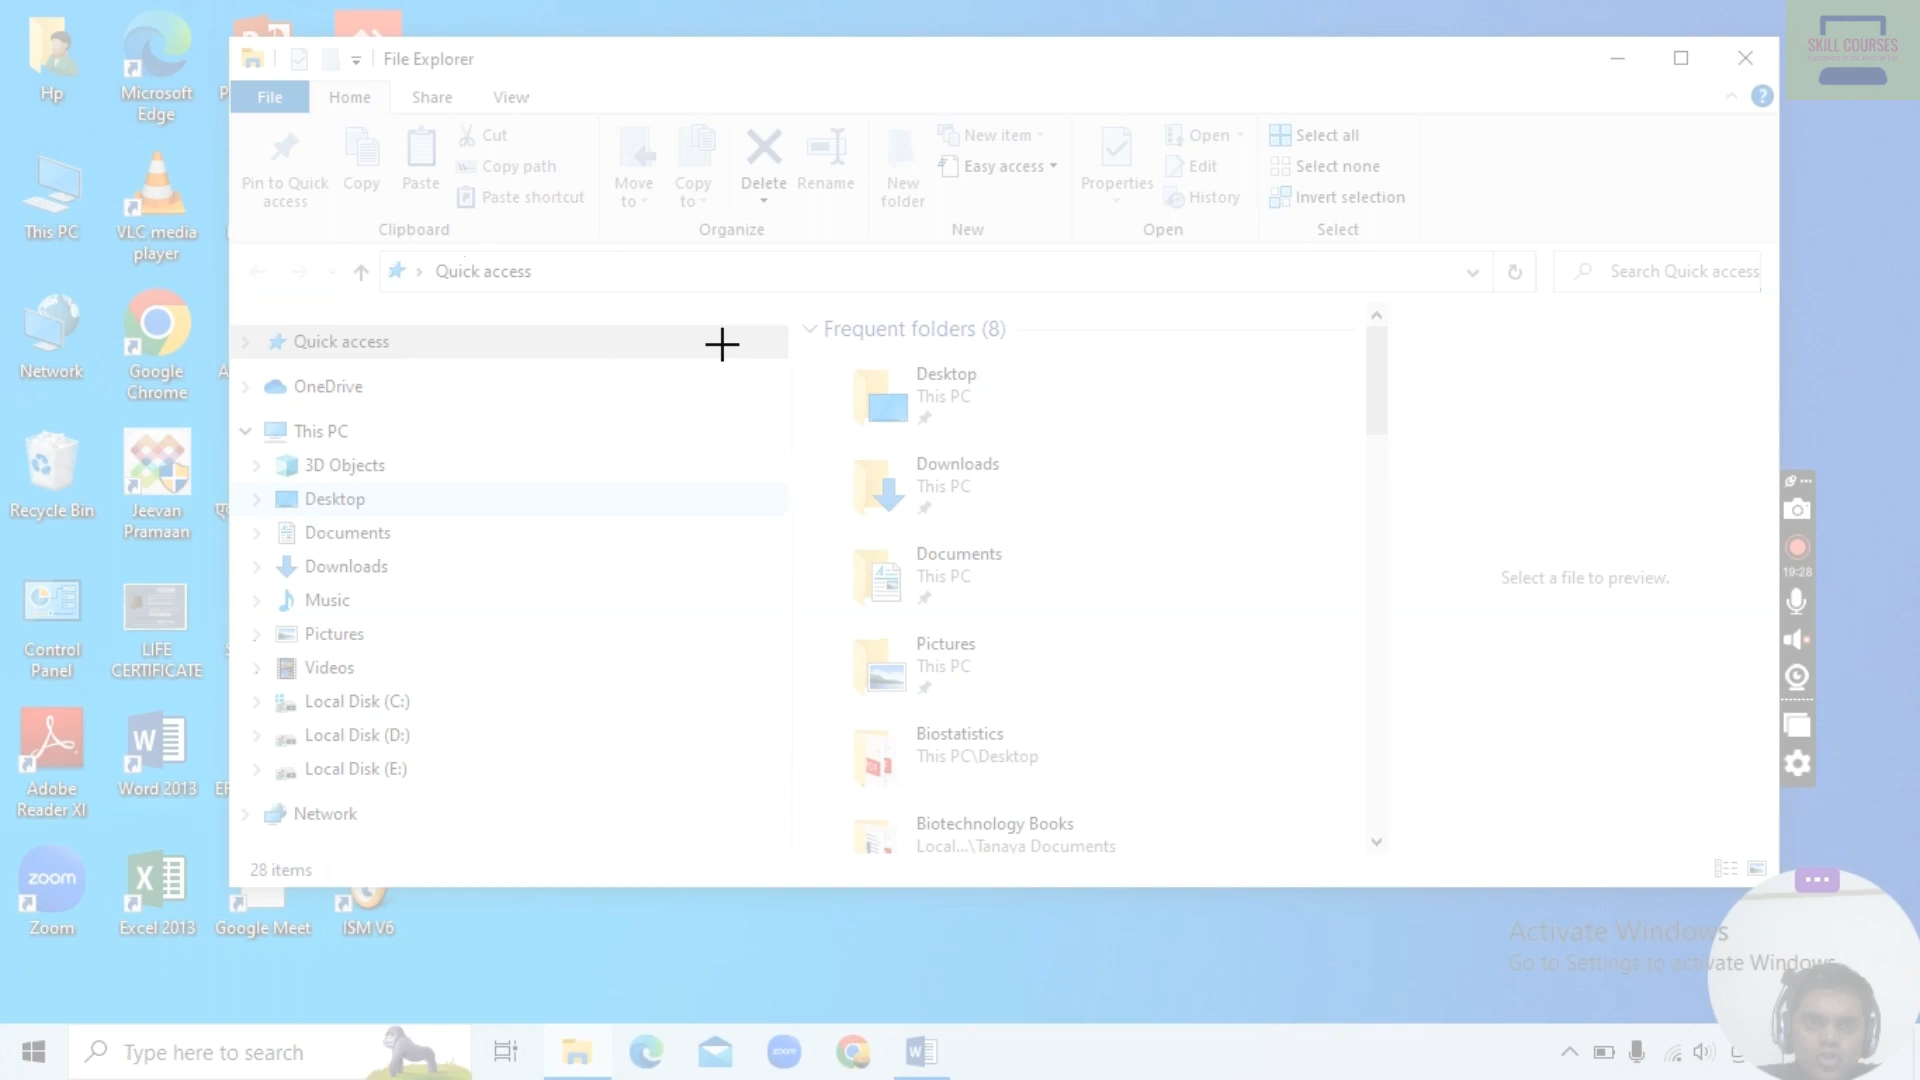 Hp
Microsoft
Edge
This PC
VLC media
player
Network
Google
Chrome
Recycle Bin
Jeevan
Pramaan
Control
Panel
LIFE
CERTIFICATE
Adobe
Reader XI
Word 2013
Zoom
Excel 2013
Google Meet
ISM V6
File Explorer
File
Home
Share
View
Pin to Quick
access
Copy
Paste
Cut
Copy path
Paste shortcut
Clipboard
Move
to
Copy
to
Delete
Rename
Organize
New
folder
New item
Easy access
New
Properties
Open
Edit
History
Open
Select all
Select none
Invert selection
Select
Quick access
Search Quick access
Quick access
OneDrive
This PC
3D Objects
Desktop
Documents
Downloads
Music
Pictures
Videos
Local Disk (C:)
Local Disk (D:)
Local Disk (E:)
Network
28 items
Frequent folders (8)
Desktop
This PC
Downloads
This PC
Documents
This PC
Pictures
This PC
Biostatistics
This PC\Desktop
Biotechnology Books
Local...\Tanaya Documents
Select a file to preview.
SKILL COURSES
19:28
Activate Windows
Go to Settings to activate Windows.
Type here to search
zoom
zoom